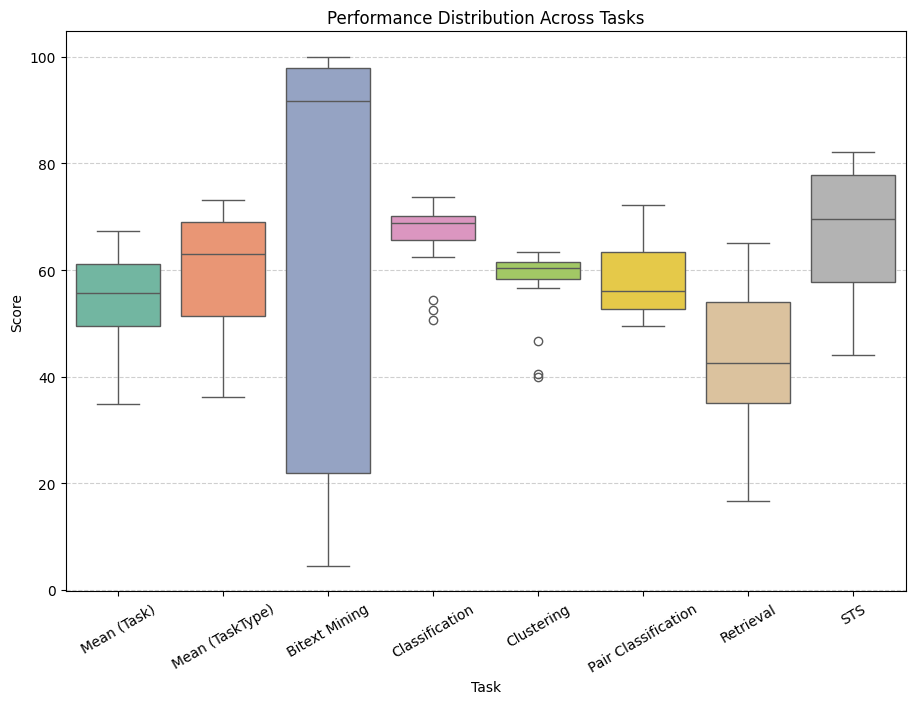 Performance Distribution Across Tasks
100
80
60
40
20
0
Score
Mean (Task)
Mean (TaskType)
Bitext Mining
Classification
Clustering
Pair Classification
Retrieval
STS
Task